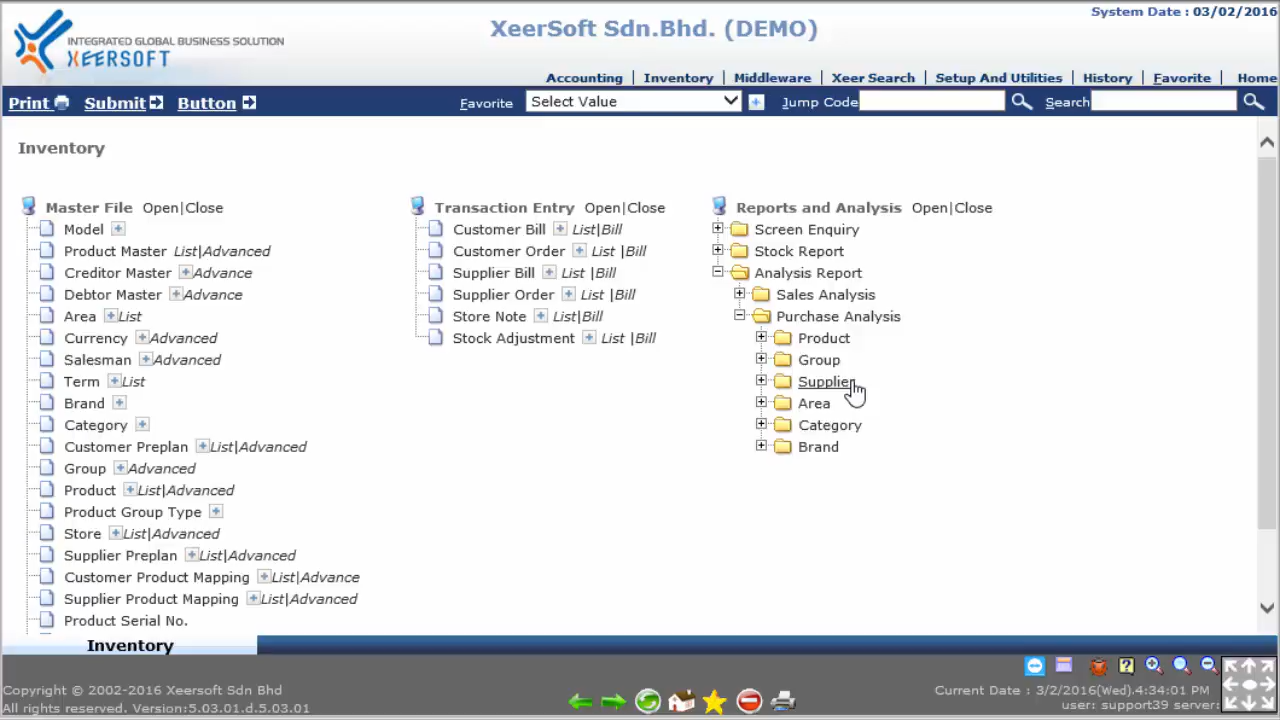 System Date : 03/02/2016
XeerSoft Sdn.Bhd. (DEMO)
INTEGRATED GLOBAL BUSINESS SOLUTION
XEERSOFT
Accounting | Inventory | Middleware | Xeer Search | Setup And Utilities | History | Favorite | Home
Print Submit Button Favorite Select Value Jump Code Search
Inventory
Master File Open|Close
Model
Product Master List|Advanced
Creditor Master Advance
Debtor Master Advance
Area List
Currency Advanced
Salesman Advanced
Term List
Brand
Category
Customer Preplan List|Advanced
Group Advanced
Product List|Advanced
Product Group Type
Store List|Advanced
Supplier Preplan List|Advanced
Customer Product Mapping List|Advance
Supplier Product Mapping List|Advanced
Product Serial No.
Transaction Entry Open|Close
Customer Bill List|Bill
Customer Order List |Bill
Supplier Bill List |Bill
Supplier Order List |Bill
Store Note List|Bill
Stock Adjustment List |Bill
Reports and Analysis Open|Close
Screen Enquiry
Stock Report
Analysis Report
Sales Analysis
Purchase Analysis
Product
Group
Supplier
Area
Category
Brand
Inventory
Copyright © 2002-2016 Xeersoft Sdn Bhd
All rights reserved. Version:5.03.01.d.5.03.01
Current Date : 3/2/2016(Wed).4:34:01 PM
user: support39 server: